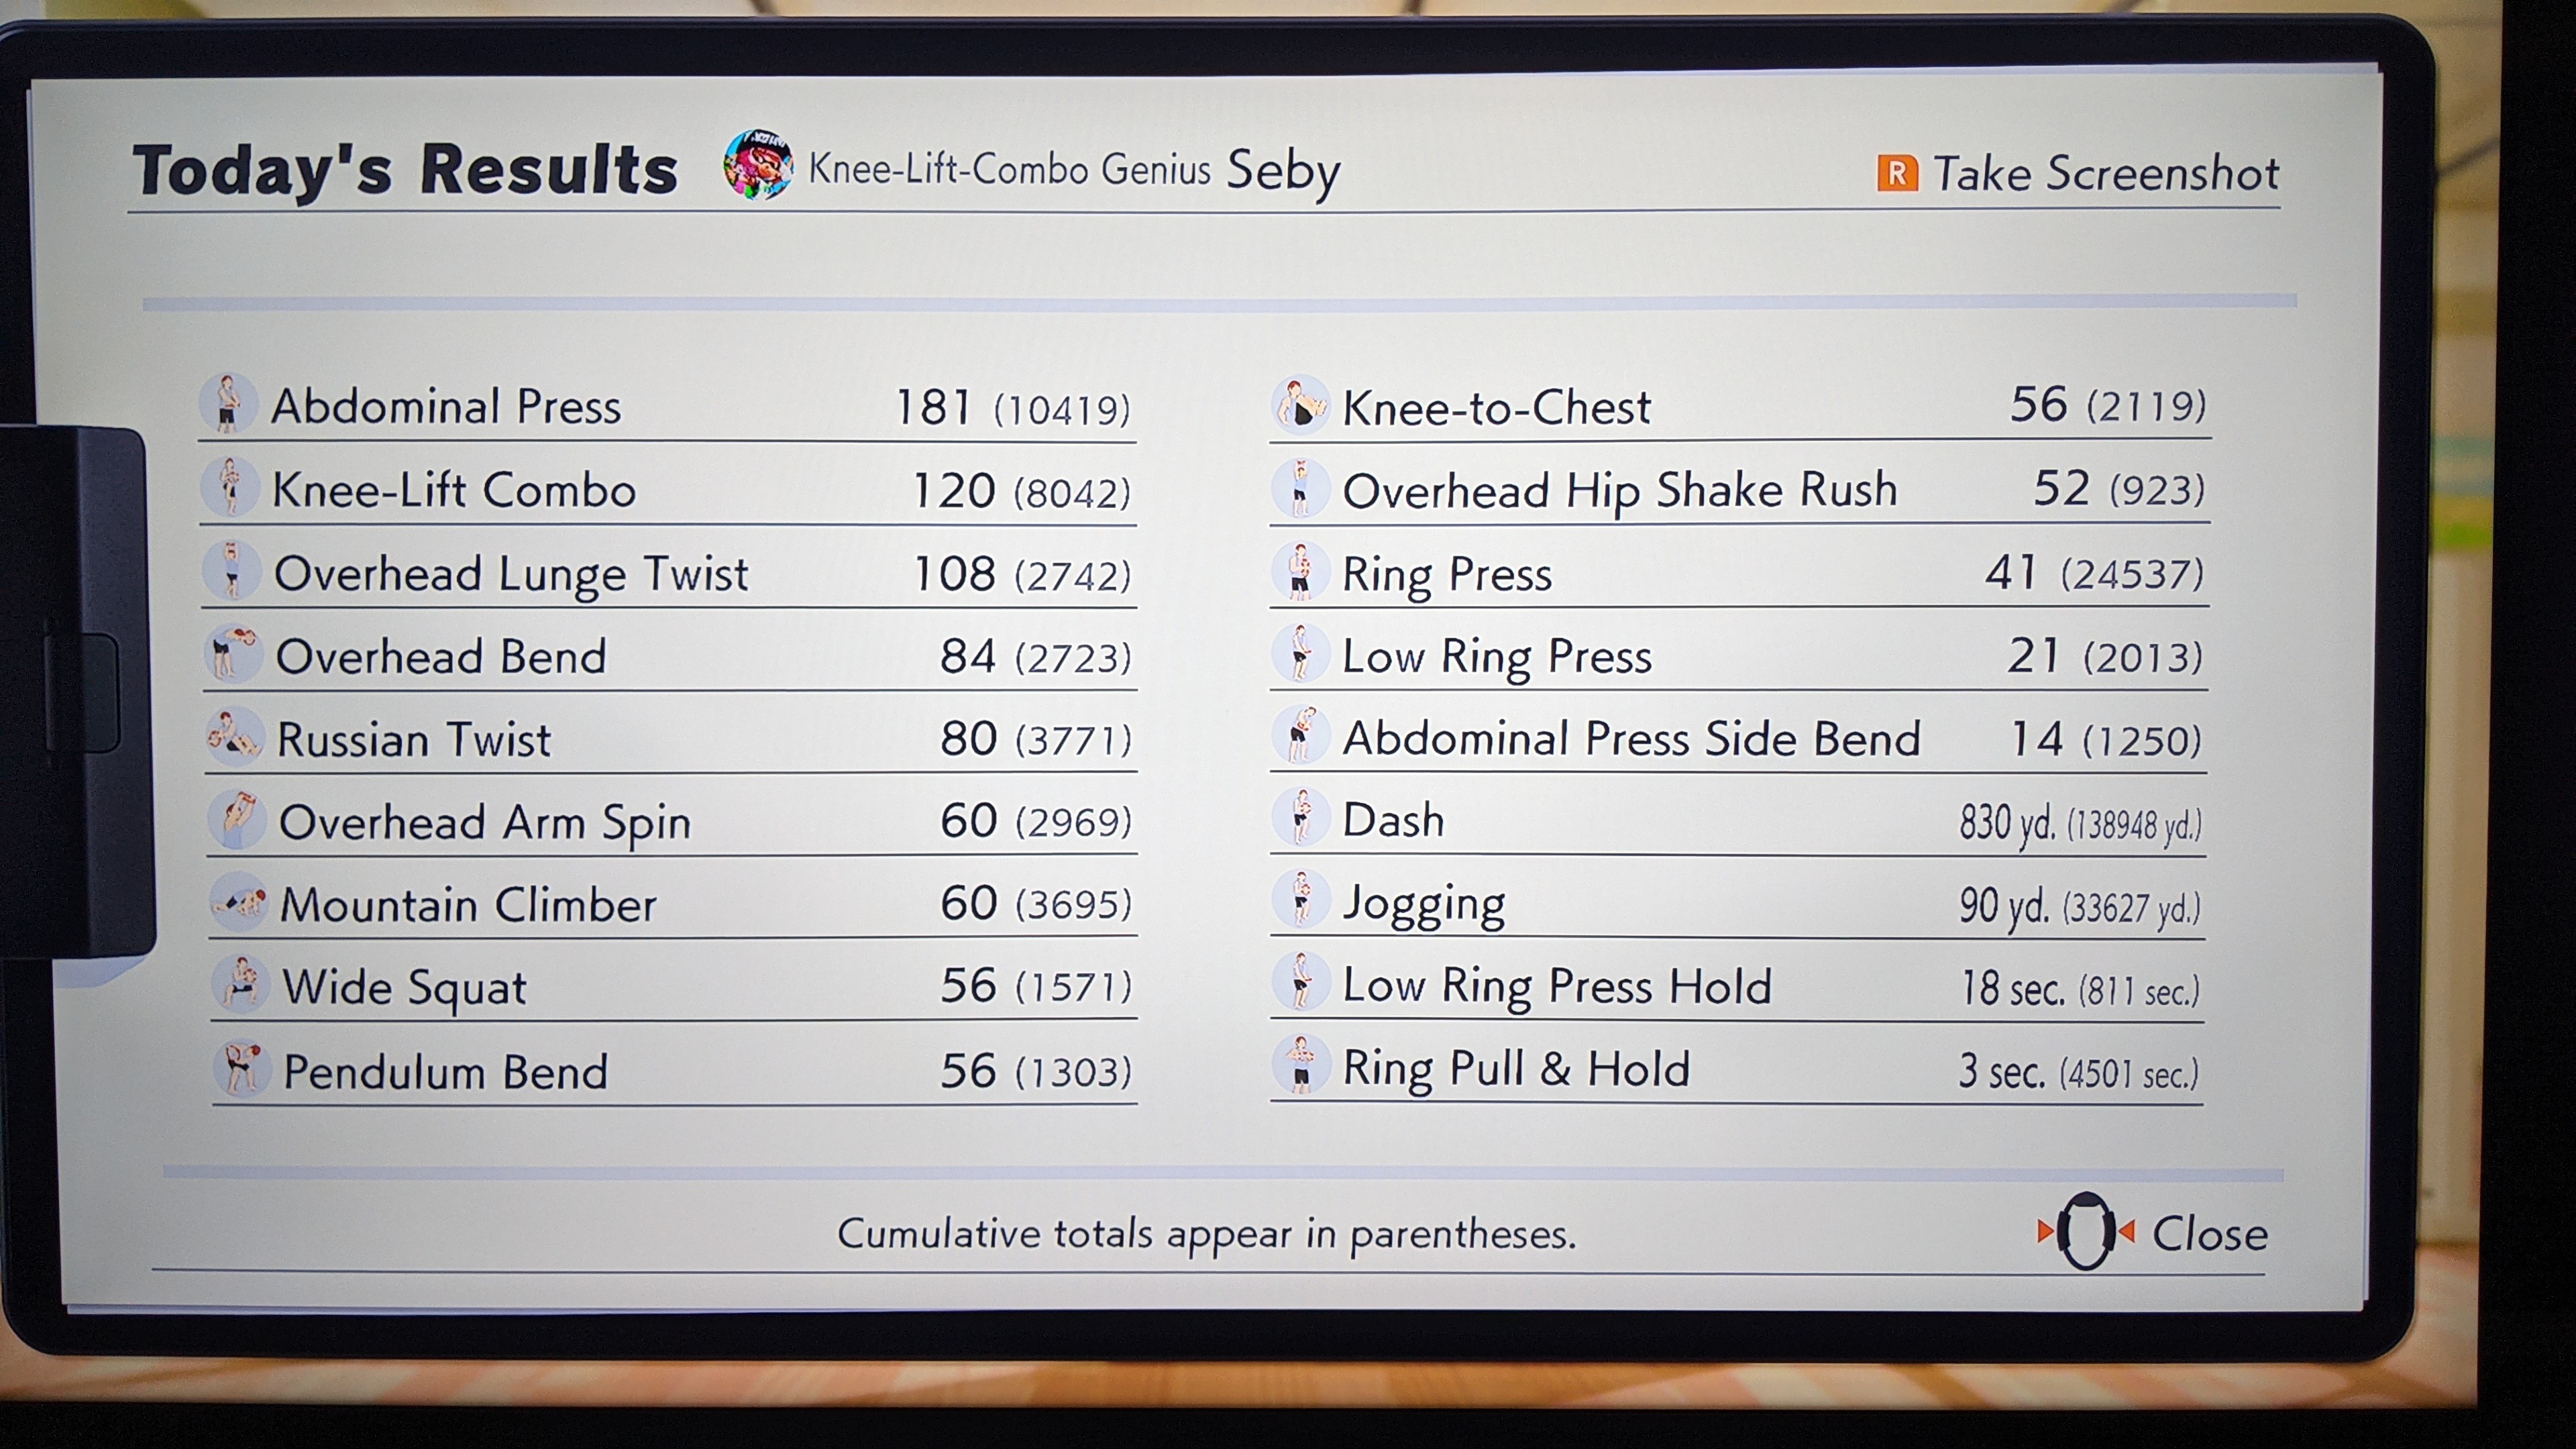 Today's Results Knee-Lift-Combo Genius Seby R Take Screenshot
Abdominal Press 181 (10419)
Knee-Lift Combo 120 (8042)
Overhead Lunge Twist 108 (2742)
Overhead Bend 84 (2723)
Russian Twist 80 (3771)
Overhead Arm Spin 60 (2969)
Mountain Climber 60 (3695)
Wide Squat 56 (1571)
Pendulum Bend 56 (1303)
Knee-to-Chest 56 (2119)
Overhead Hip Shake Rush 52 (923)
Ring Press 41 (24537)
Low Ring Press 21 (2013)
Abdominal Press Side Bend 14 (1250)
Dash 830 yd. (138948 yd.)
Jogging 90 yd. (33627 yd.)
Low Ring Press Hold 18 sec. (811 sec.)
Ring Pull & Hold 3 sec. (4501 sec.)
Cumulative totals appear in parentheses.
Close